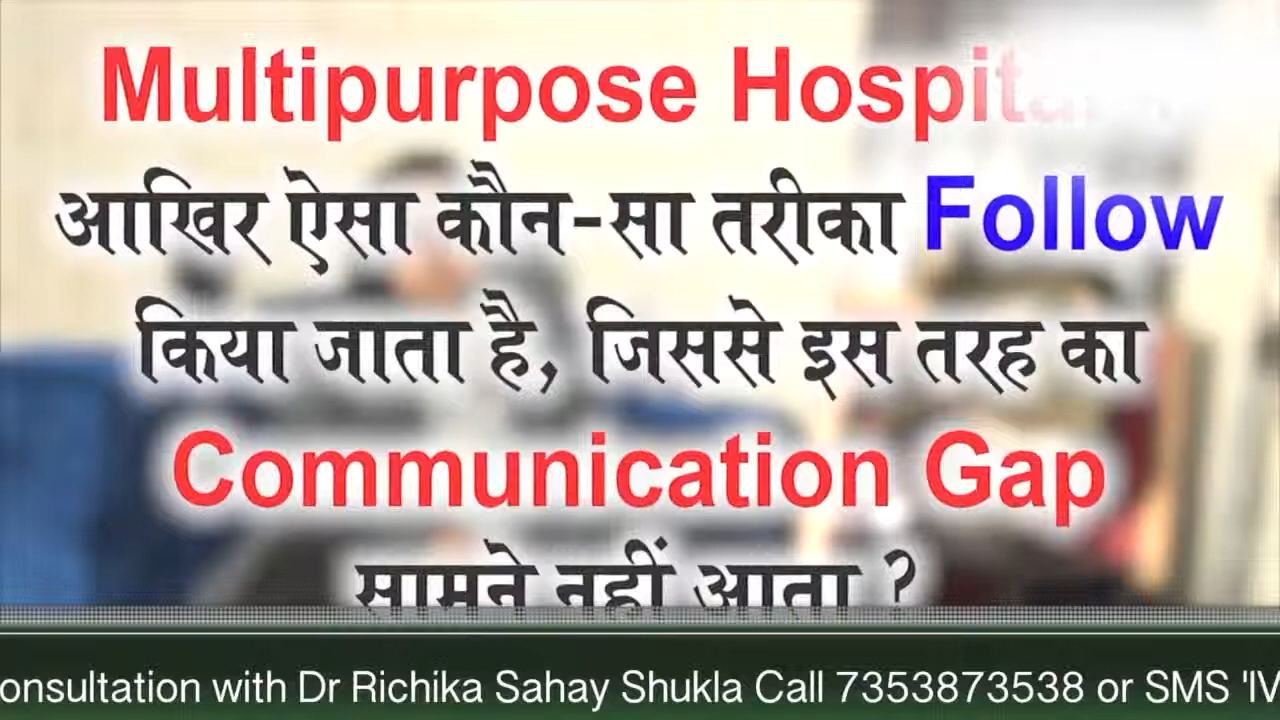 Multipurpose Hospital
आखिर ऐसा कौन-सा तरीका Follow
किया जाता है, जिससे इस तरह का
Communication Gap
सामने नहीं आता ?
onsultation with Dr Richika Sahay Shukla Call 7353873538 or SMS 'IV